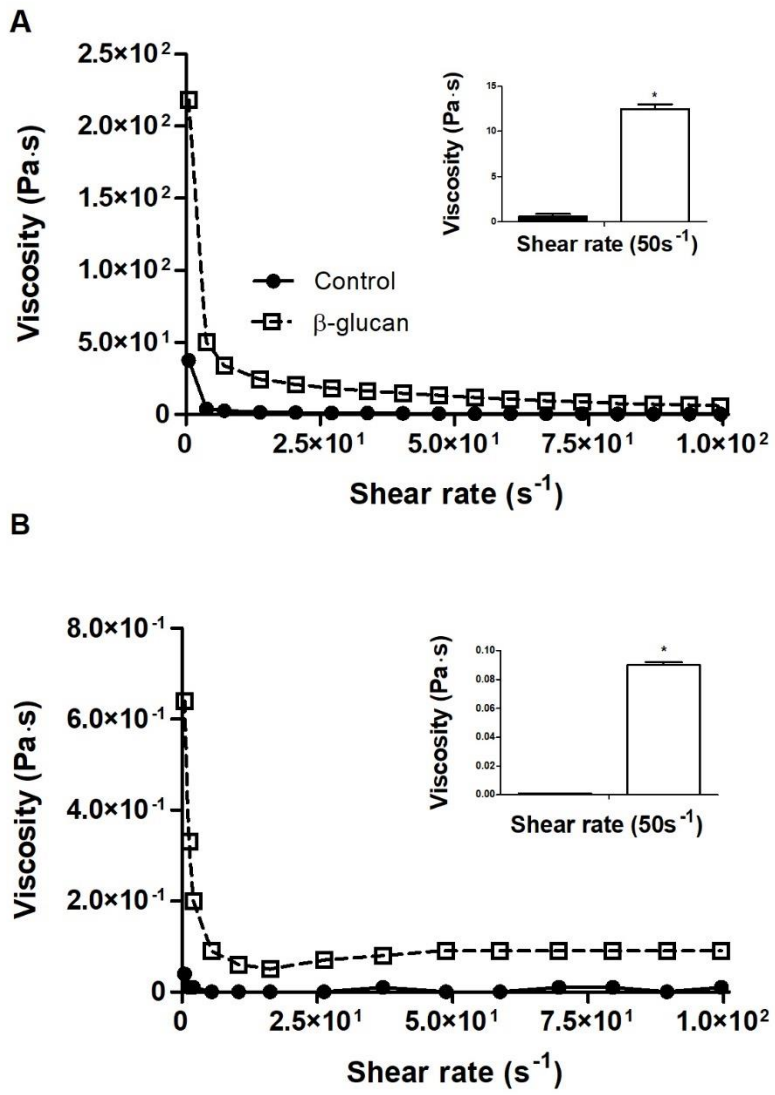 A
Viscosity (Pa·s)
2.5×10²
2.0×10²
1.5×10²
2.0×10²
5.0×10¹
0
0
2.5×10¹
5.0×10¹
7.5×10¹
1.0×10²
Shear rate (s⁻¹)
Control
β-glucan
Viscosity (Pa·s)
15
10
5
0
*
Shear rate (50s⁻¹)
B
Viscosity (Pa·s)
8.0×10⁻¹
6.0×10⁻¹
4.0×10⁻¹
2.0×10⁻¹
0
0
2.5×10¹
5.0×10¹
7.5×10¹
1.0×10²
Shear rate (s⁻¹)
Viscosity (Pa·s)
0.10
0.08
0.06
0.04
0.02
0.00
*
Shear rate (50s⁻¹)